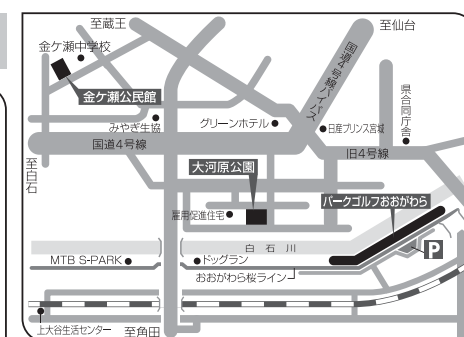 至蔵王
至仙台
金ケ瀬中学校
国道4号線バイパス
金ケ瀬公民館
県合同庁舎
みやぎ生協
グリーンホテル
日産プリンス宮城
国道4号線
旧4号線
至白石
大河原公園
パークゴルフおおがわら
雇用促進住宅
P
白石川
MTB S-PARK
ドッグラン
おおがわら桜ライン
上大谷生活センター
至角田